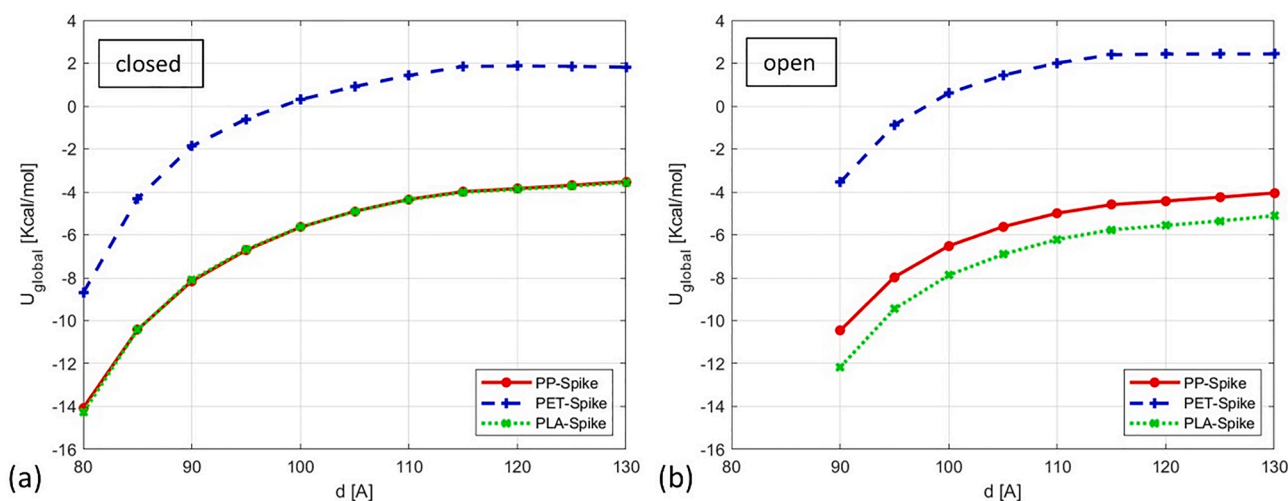 4
2
0
-2
-4
-6
-8
-10
-12
-14
-16
U_global [Kcal/mol]
closed
PP-Spike
PET-Spike
PLA-Spike
80 90 100 110 120 130
d [A]
(a)
4
2
0
-2
-4
-6
-8
-10
-12
-14
-16
U_global [Kcal/mol]
open
PP-Spike
PET-Spike
PLA-Spike
80 90 100 110 120 130
d [A]
(b)